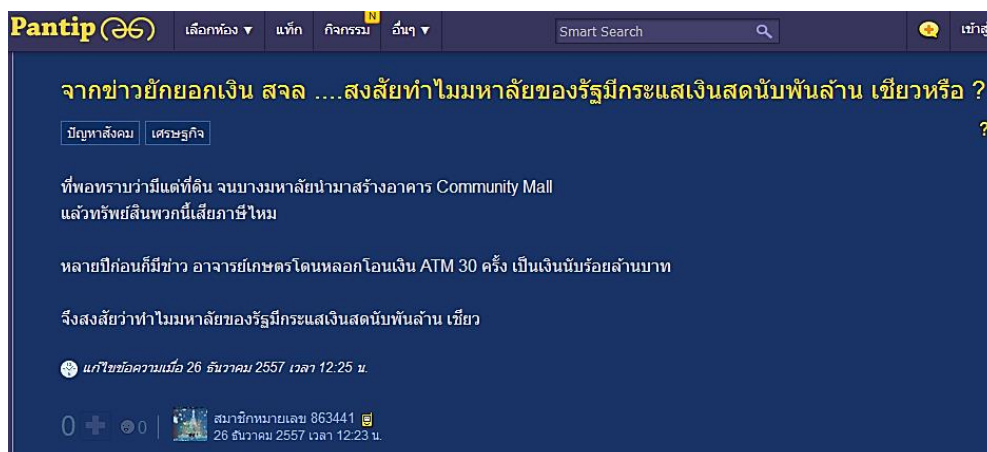 Pantip เลือกห้อง ▼ แท็ก กิจกรรม N อื่นๆ ▼ Smart Search
จากข่าวยักยอกเงิน สจล ....สงสัยทำไมมหาลัยของรัฐมีกระแสเงินสดนับพันล้าน เชียวหรือ ?
?
ปัญหาสังคม เศรษฐกิจ
ที่พอทราบว่ามีแต่ที่ดิน จนบางมหาลัยนำมาสร้างอาคาร Community Mall
แล้วทรัพย์สินพวกนี้เสียภาษีไหม
หลายปีก่อนก็มีข่าว อาจารย์เกษตรโดนหลอกโอนเงิน ATM 30 ครั้ง เป็นเงินนับร้อยล้านบาท
จึงสงสัยว่าทำไมมหาลัยของรัฐมีกระแสเงินสดนับพันล้าน เชียว
แก้ไขข้อความเมื่อ 26 ธันวาคม 2557 เวลา 12:25 น.
0 0 สมาชิกหมายเลข 863441
26 ธันวาคม 2557 เวลา 12:23 น.